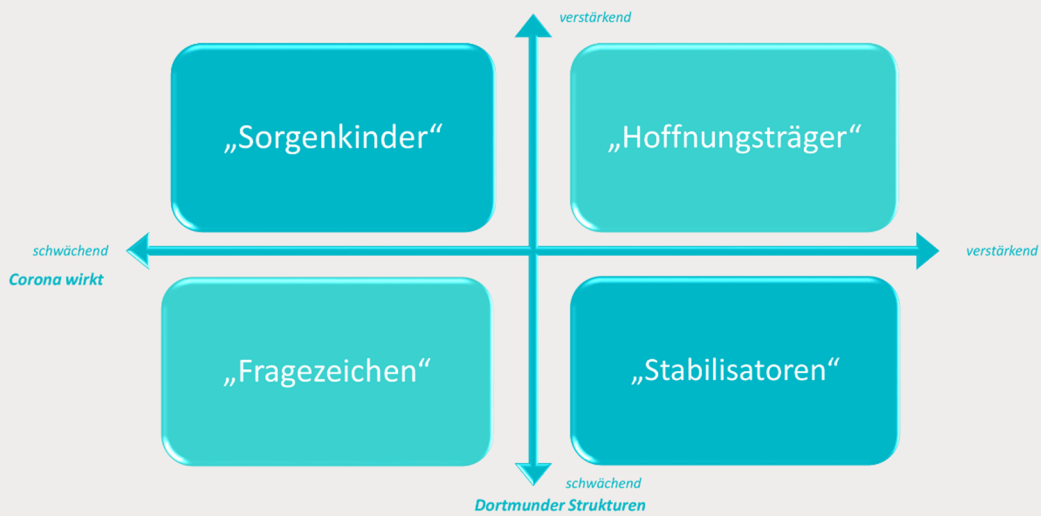 verstärkend
„Sorgenkinder“
„Hoffnungsträger“
schwächend
verstärkend
Corona wirkt
„Fragezeichen“
„Stabilisatoren“
schwächend
Dortmunder Strukturen